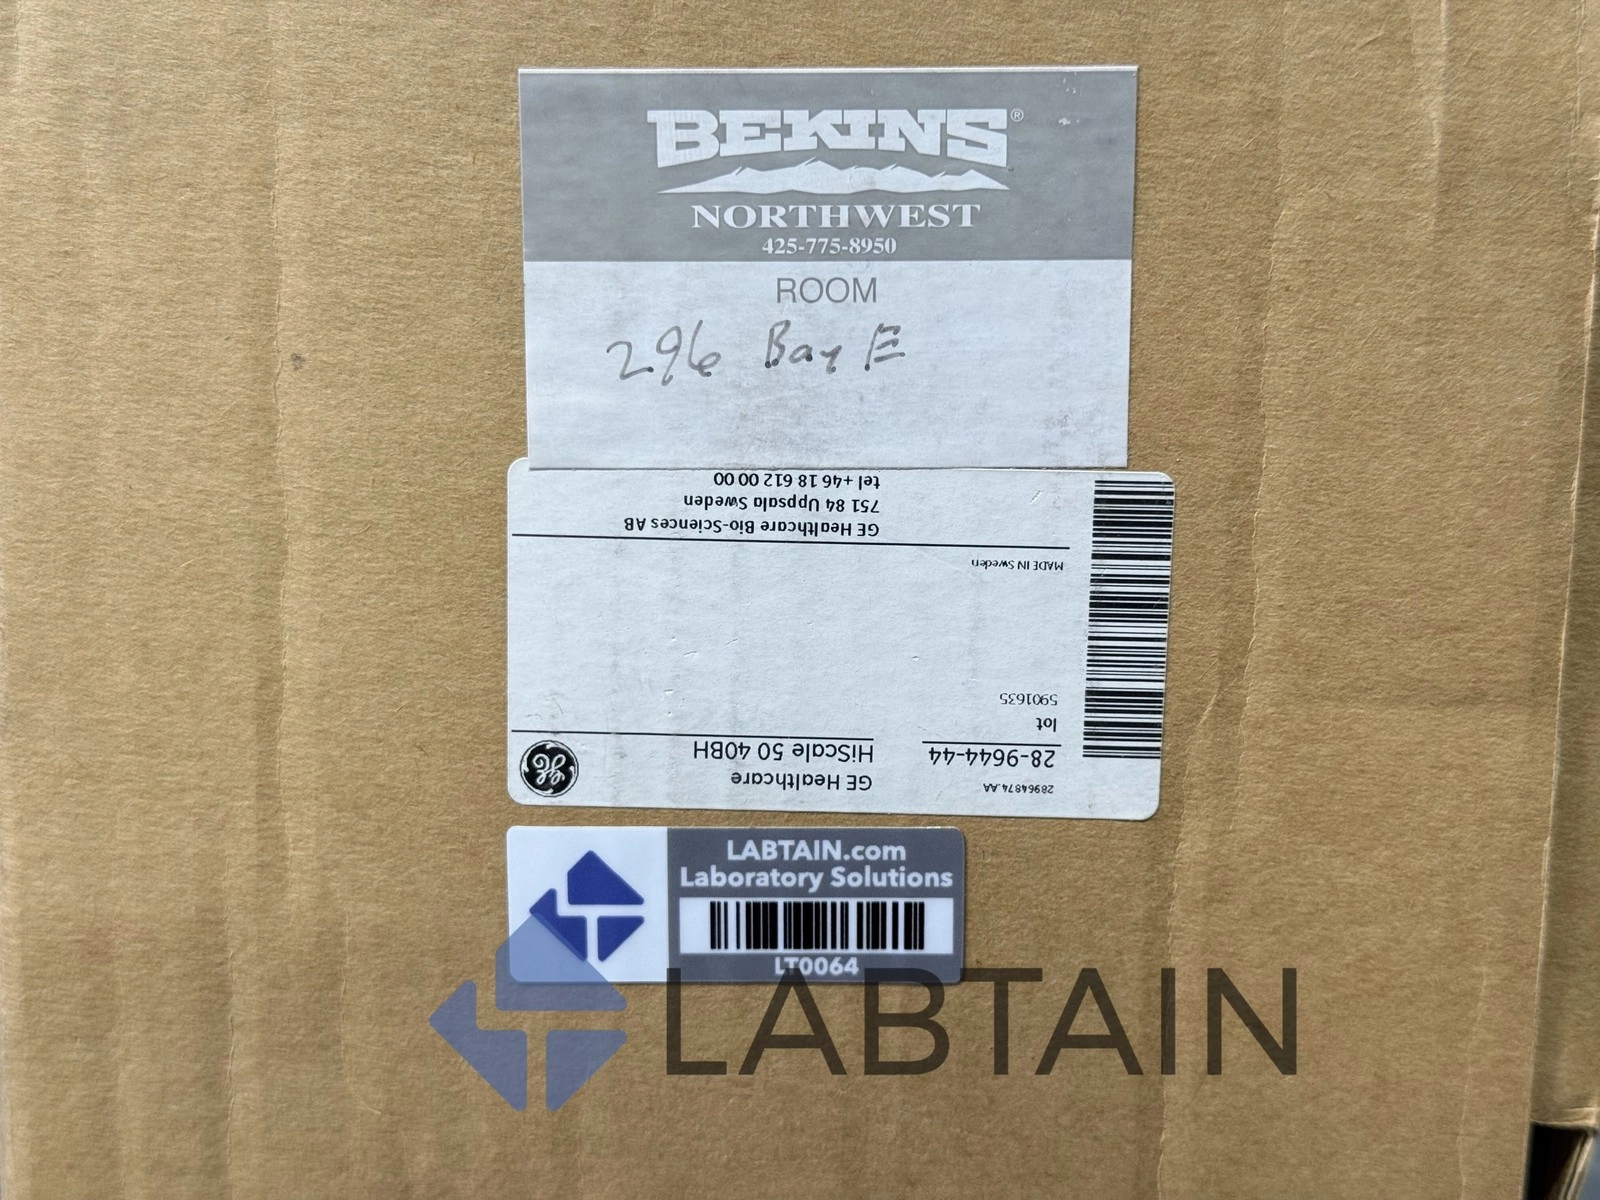 BEKINS®
NORTHWEST
425-775-8950
ROOM
296 Bay E
28964874.AA
28-9644-44
lot
5901635
GE Healthcare
HiScale 50 40BH
MADE IN Sweden
GE Healthcare Bio-Sciences AB
751 84 Uppsala Sweden
tel +46 18 612 00 00
LABTAIN.com
Laboratory Solutions
LT0064
LABTAIN